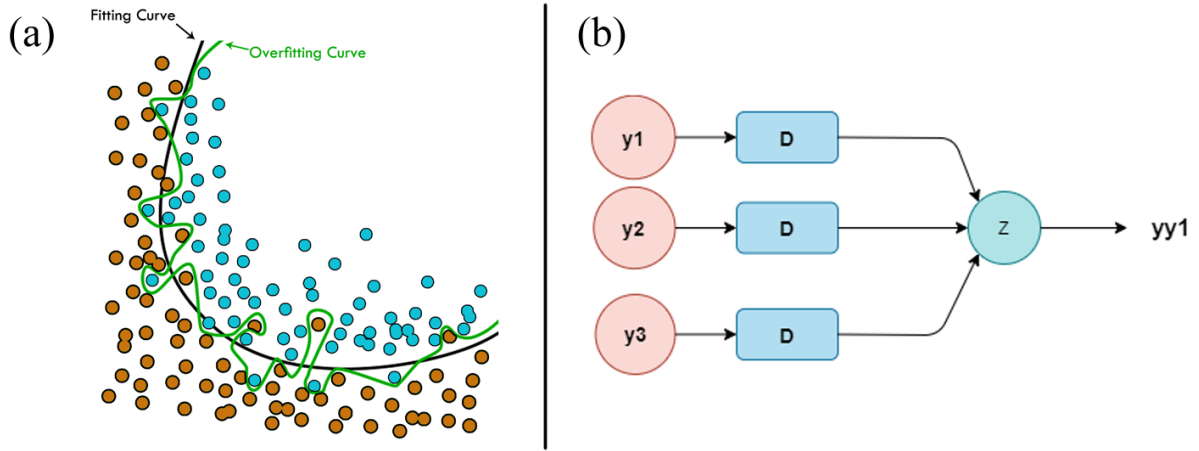 (a)
Fitting Curve
Overfitting Curve
(b)
y1
D
y2
D
z
yy1
y3
D